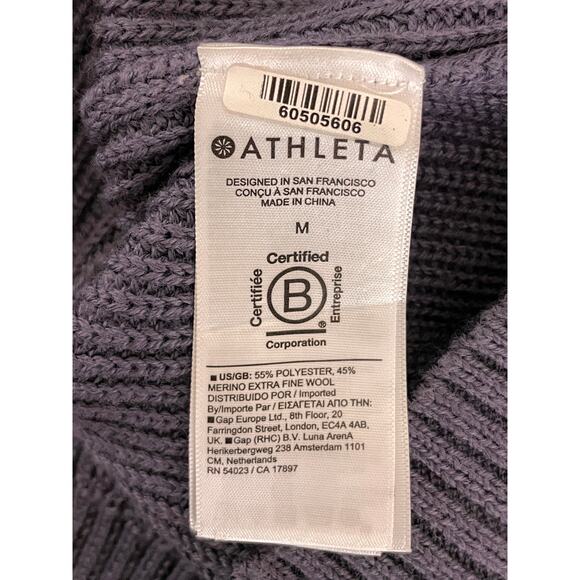 60505606
ATHLETA
DESIGNED IN SAN FRANCISCO
CONÇU À SAN FRANCISCO
MADE IN CHINA
M
Certified
Certifiée
B
Entreprise
®
Corporation
■ US/GB: 55% POLYESTER, 45%
MERINO EXTRA FINE WOOL
DISTRIBUIDO POR / Imported
By/Importe Par / ΕΙΣΑΓΕΤΑΙ ΑΠΟ ΤΗΝ:
■ Gap Europe Ltd., 8th Floor, 20
Farringdon Street, London, EC4A 4AB,
UK. ■ Gap (RHC) B.V. Luna ArenA
Herikerbergweg 238 Amsterdam 1101
CM, Netherlands
RN 54023 / CA 17897